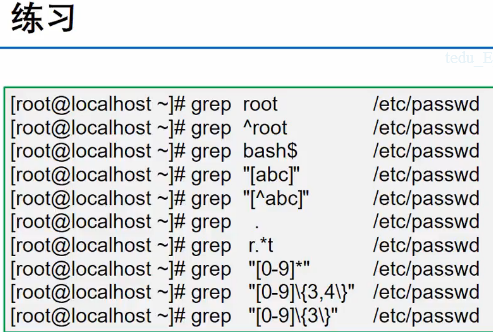 练习
tedu_E
[root@localhost ~]# grep root /etc/passwd
[root@localhost ~]# grep ^root /etc/passwd
[root@localhost ~]# grep bash$ /etc/passwd
[root@localhost ~]# grep "[abc]" /etc/passwd
[root@localhost ~]# grep "[^abc]" /etc/passwd
[root@localhost ~]# grep . /etc/passwd
[root@localhost ~]# grep r.*t /etc/passwd
[root@localhost ~]# grep "[0-9]*" /etc/passwd
[root@localhost ~]# grep "[0-9]\{3,4\}" /etc/passwd
[root@localhost ~]# grep "[0-9]\{3\}" /etc/passwd